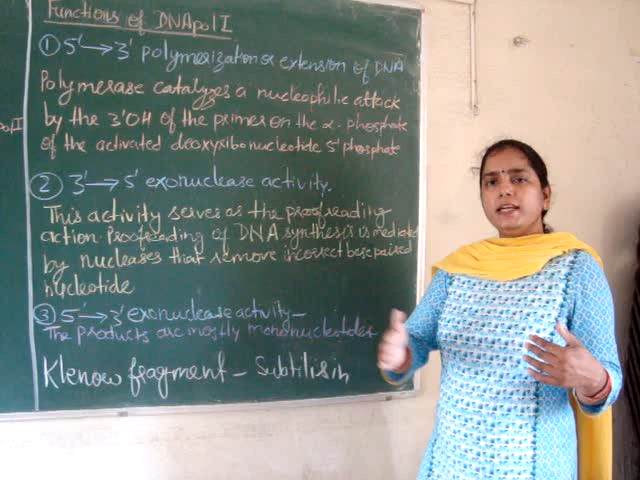 Functions of DNA pol I
① 5' → 3' polymerization or extension of DNA
Polymerase catalyzes a nucleophilic attack
by the 3'OH of the primer on the α-phosphate
of the activated deoxyribonucleotide 5' phosphate
② 3' → 5' exonuclease activity.
This activity serves as the proofreading
action. Proofreading of DNA synthesis is mediated
by nucleases that remove incorrect base paired
nucleotide
③ 5' → 3' exonuclease activity -
The products are mostly mononucleotides
Klenow fragment - Subtilisin